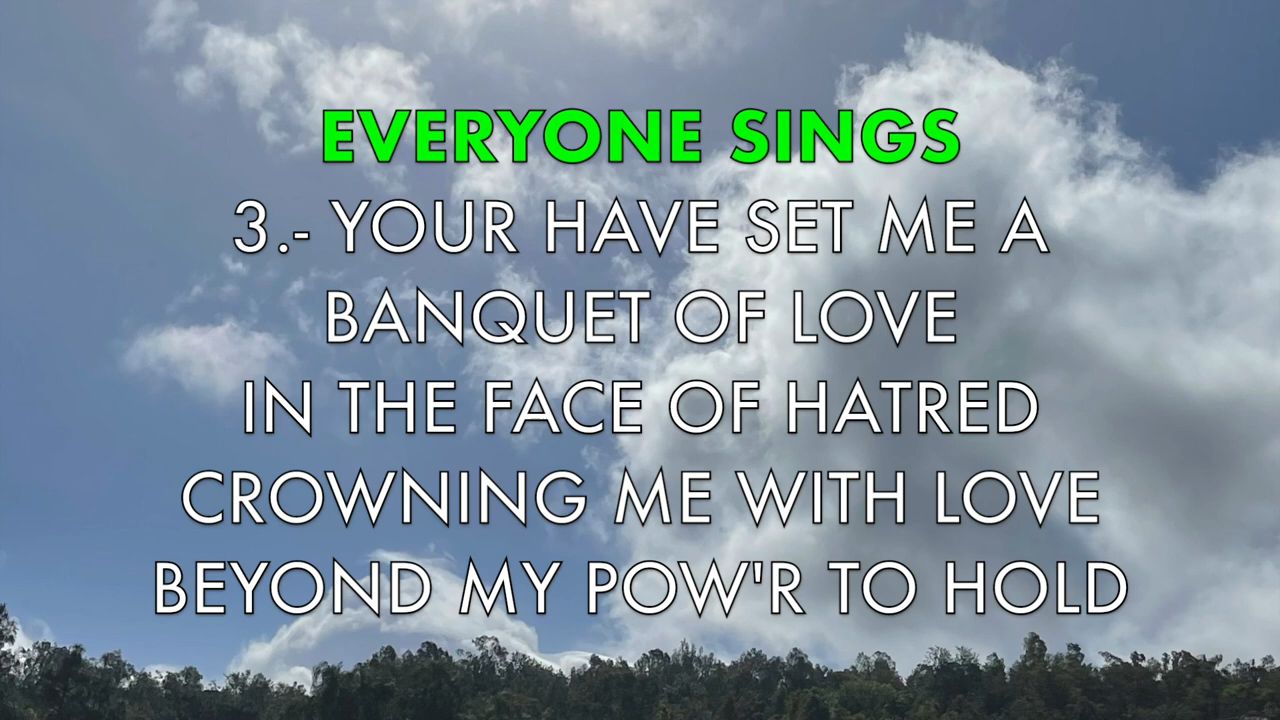 EVERYONE SINGS
3.- YOUR HAVE SET ME A
BANQUET OF LOVE
IN THE FACE OF HATRED
CROWNING ME WITH LOVE
BEYOND MY POW'R TO HOLD